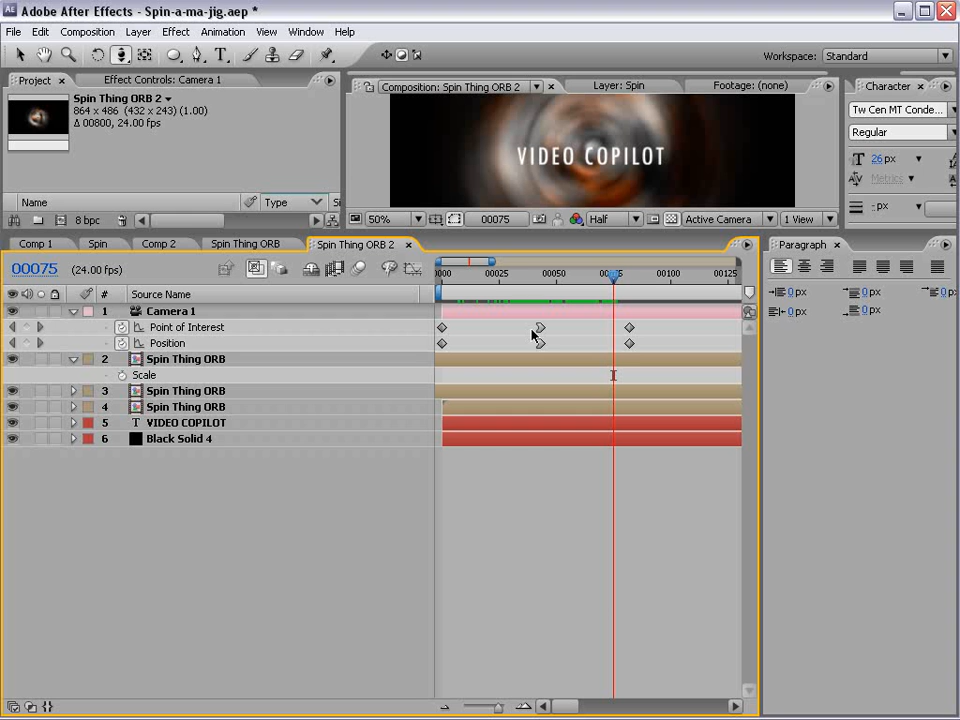 Adobe After Effects - Spin-a-ma-jig.aep *
File Edit Composition Layer Effect Animation View Window Help
Workspace: Standard
Project Effect Controls: Camera 1
Composition: Spin Thing ORB 2 Layer: Spin Footage: (none)
Character
Spin Thing ORB 2
864 x 486 (432 x 243) (1.00)
Δ 00800, 24.00 fps
VIDEO COPILOT
Tw Cen MT Conde...
Regular
26 px
Metrics
- px
Name Type
8 bpc
50% 00075 Half Active Camera 1 View
Comp 1 Spin Comp 2 Spin Thing ORB Spin Thing ORB 2
Paragraph
00075 (24.00 fps)
00025 00050 00100 00125
# Source Name
0 px 0 px 0 px
0 px 0 px
1 Camera 1
Point of Interest
Position
2 Spin Thing ORB
Scale
3 Spin Thing ORB
4 Spin Thing ORB
5 T VIDEO COPILOT
6 Black Solid 4